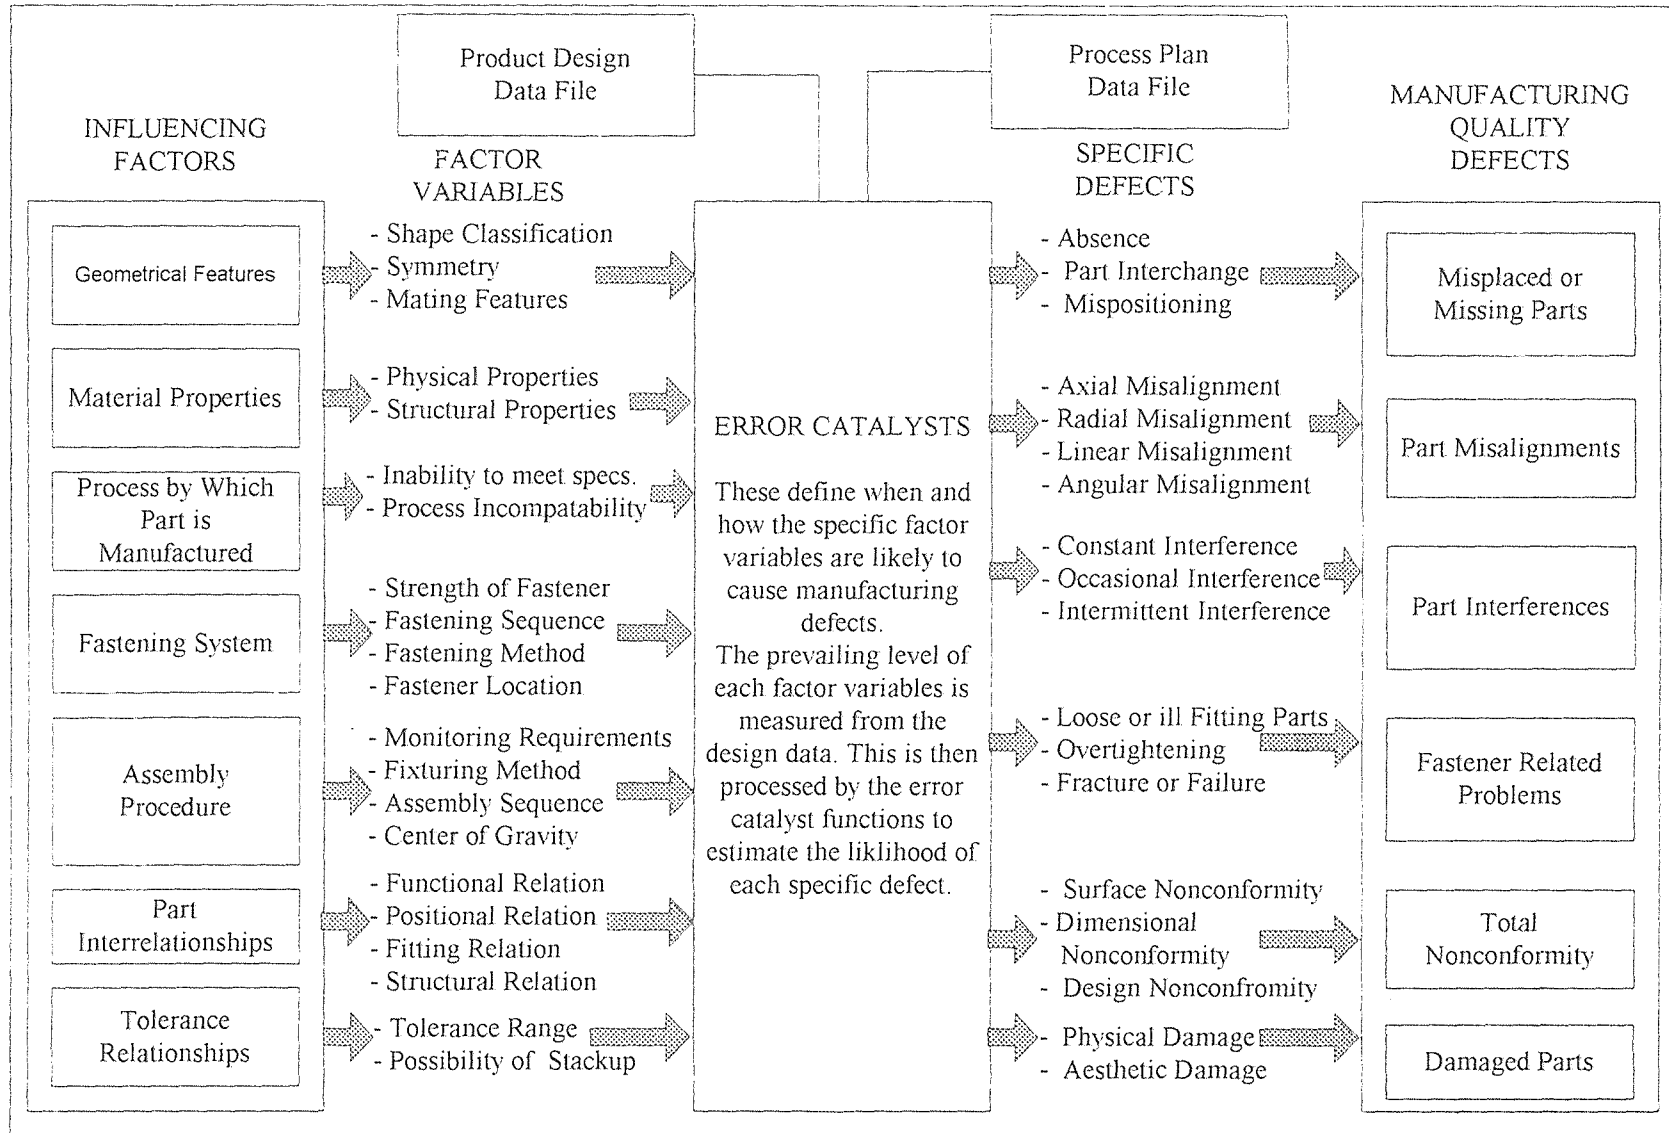 Product Design
Data File
Process Plan
Data File
INFLUENCING
FACTORS
FACTOR
VARIABLES
SPECIFIC
DEFECTS
MANUFACTURING
QUALITY
DEFECTS
Geometrical Features
Material Properties
Process by Which
Part is
Manufactured
Fastening System
Assembly
Procedure
Part
Interrelationships
Tolerance
Relationships
- Shape Classification
- Symmetry
- Mating Features
- Physical Properties
- Structural Properties
- Inability to meet specs.
- Process Incompatability
- Strength of Fastener
- Fastening Sequence
- Fastening Method
- Fastener Location
- Monitoring Requirements
- Fixturing Method
- Assembly Sequence
- Center of Gravity
- Functional Relation
- Positional Relation
- Fitting Relation
- Structural Relation
- Tolerance Range
- Possibility of Stackup
ERROR CATALYSTS
These define when and
how the specific factor
variables are likely to
cause manufacturing
defects.
The prevailing level of
each factor variables is
measured from the
design data. This is then
processed by the error
catalyst functions to
estimate the liklihood of
each specific defect.
- Absence
- Part Interchange
- Mispositioning
- Axial Misalignment
- Radial Misalignment
- Linear Misalignment
- Angular Misalignment
- Constant Interference
- Occasional Interference
- Intermittent Interference
- Loose or ill Fitting Parts
- Overtightening
- Fracture or Failure
- Surface Nonconformity
- Dimensional
Nonconformity
- Design Nonconfromity
- Physical Damage
- Aesthetic Damage
Misplaced or
Missing Parts
Part Misalignments
Part Interferences
Fastener Related
Problems
Total
Nonconformity
Damaged Parts